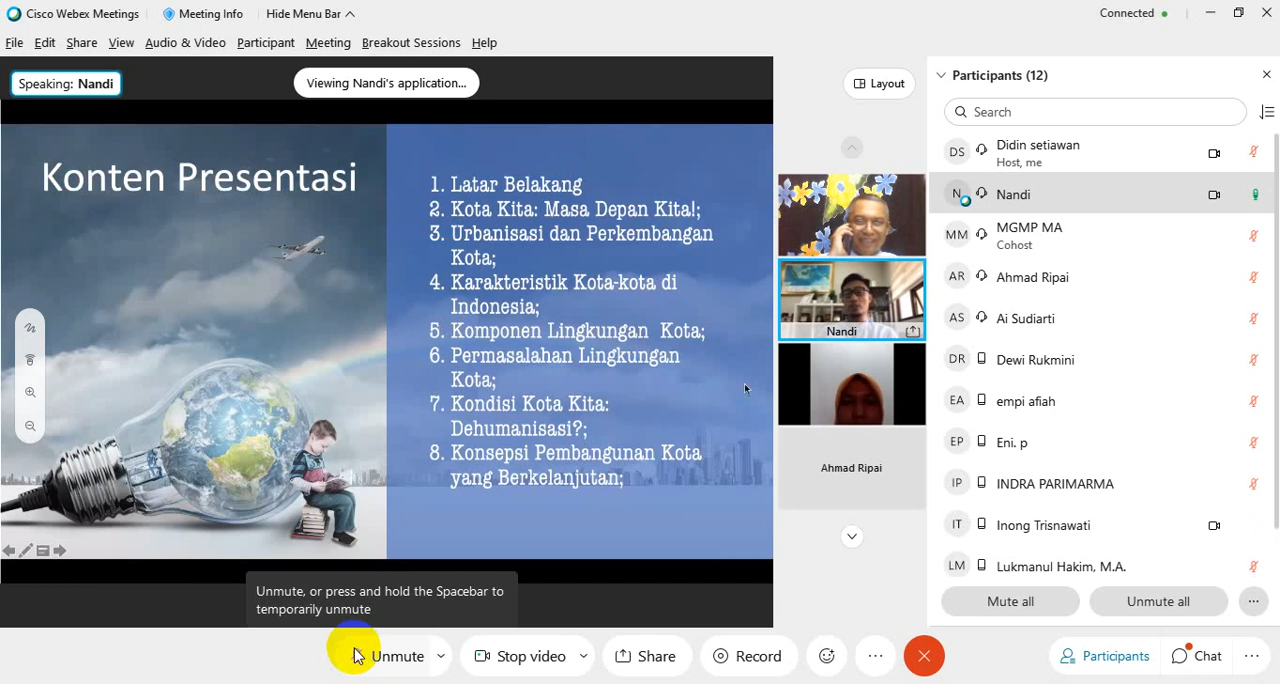 Cisco Webex Meetings
Meeting Info
Hide Menu Bar
Connected
File Edit Share View Audio & Video Participant Meeting Breakout Sessions Help
Speaking: Nandi
Viewing Nandi's application...
Layout
Konten Presentasi
1. Latar Belakang
2. Kota Kita: Masa Depan Kita!;
3. Urbanisasi dan Perkembangan
Kota;
4. Karakteristik Kota-kota di
Indonesia;
5. Komponen Lingkungan Kota;
6. Permasalahan Lingkungan
Kota;
7. Kondisi Kota Kita:
Dehumanisasi?;
8. Konsepsi Pembangunan Kota
yang Berkelanjutan;
Nandi
Ahmad Ripai
Participants (12)
Search
DS Didin setiawan
Host, me
N Nandi
MM MGMP MA
Cohost
AR Ahmad Ripai
AS Ai Sudiarti
DR Dewi Rukmini
EA empi afiah
EP Eni. p
IP INDRA PARIMARMA
IT Inong Trisnawati
LM Lukmanul Hakim, M.A.
Mute all
Unmute all
Unmute, or press and hold the Spacebar to
temporarily unmute
Unmute
Stop video
Share
Record
Participants
Chat